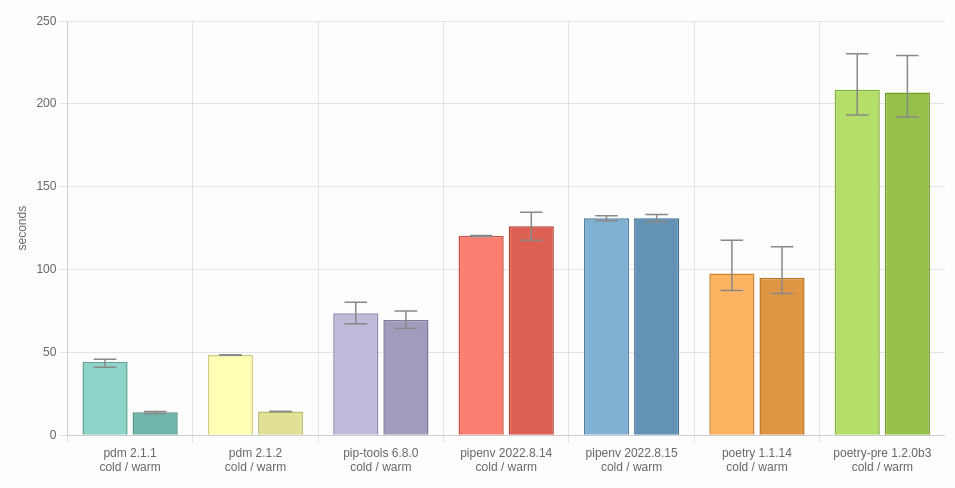 250
200
150
100
50
0
seconds
pdm 2.1.1
cold / warm
pdm 2.1.2
cold / warm
pip-tools 6.8.0
cold / warm
pipenv 2022.8.14
cold / warm
pipenv 2022.8.15
cold / warm
poetry 1.1.14
cold / warm
poetry-pre 1.2.0b3
cold / warm